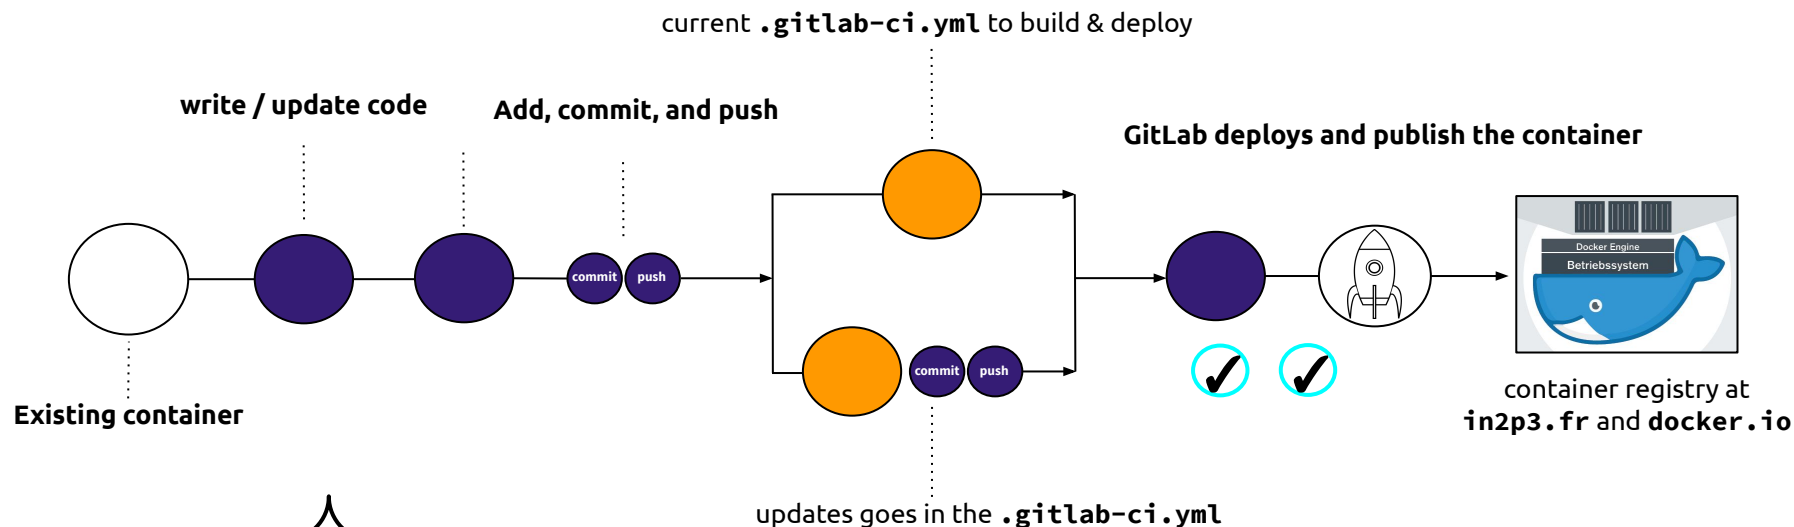 current .gitlab-ci.yml to build & deploy
write / update code
Add, commit, and push
GitLab deploys and publish the container
commit
push
Docker Engine
Betriebssystem
commit
push
Existing container
container registry at
in2p3.fr and docker.io
updates goes in the .gitlab-ci.yml